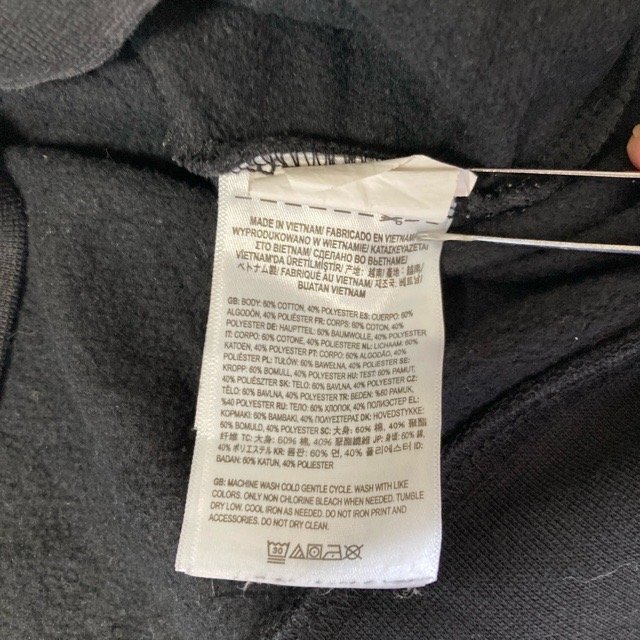 MADE IN VIETNAM/ FABRICADO EN VIETNAM/
WYPRODUKOWANO W WIETNAMIE/ ΚΑΤΑΣΚΕΥΑΖΕΤΑΙ
ΣΤΟ ΒΙΕΤΝΑΜ/ СДЕЛАНО ВО ВЬЕТНАМЕ/
VIETNAM'DA ÜRETİLMİŞTİR/ 产地: 越南/ 產地: 越南/
ベトナム製/ FABRIQUÉ AU VIETNAM/ 제조국: 베트남/
BUATAN VIETNAM
GB: BODY: 60% COTTON, 40% POLYESTER ES: CUERPO: 60%
ALGODÓN, 40% POLIÉSTER FR: CORPS: 60% COTON, 40%
POLYESTER DE: HAUPTTEIL: 60% BAUMWOLLE, 40% POLYESTER
IT: CORPO: 60% COTONE, 40% POLIESTERE NL: LICHAAM: 60%
KATOEN, 40% POLYESTER PT: CORPO: 60% ALGODÃO, 40%
POLIÉSTER PL: TUŁÓW: 60% BAWEŁNA, 40% POLIESTER SE:
KROPP: 60% BOMULL, 40% POLYESTER HU: TEST: 60% PAMUT,
40% POLIÉSZTER SK: TELO: 60% BAVLNA, 40% POLYESTER CZ:
TĚLO: 60% BAVLNA, 40% POLYESTER TR: BEDEN: %60 PAMUK,
%40 POLYESTER RU: ТЕЛО: 60% ХЛОПОК, 40% ПОЛИЭСТЕР EL:
ΚΟΡΜΑΚΙ: 60% ΒΑΜΒΑΚΙ, 40% DK: HOVEDSTYKKE:
60% BOMULD, 40% POLYESTER SC: 大身: 60% 棉, 40% 聚酯
纤维 TC: 大身: 60% 棉, 40% 聚酯纖維 JP: 身頃: 60% 綿,
40% ポリエステル KR: 몸판: 60% 면, 40% 폴리에스터 ID:
BADAN: 60% KATUN, 40% POLIESTER
GB: MACHINE WASH COLD GENTLE CYCLE. WASH WITH LIKE
COLORS. ONLY NON CHLORINE BLEACH WHEN NEEDED. TUMBLE
DRY LOW. COOL IRON AS NEEDED. DO NOT IRON PRINT AND
ACCESSORIES. DO NOT DRY CLEAN.
30